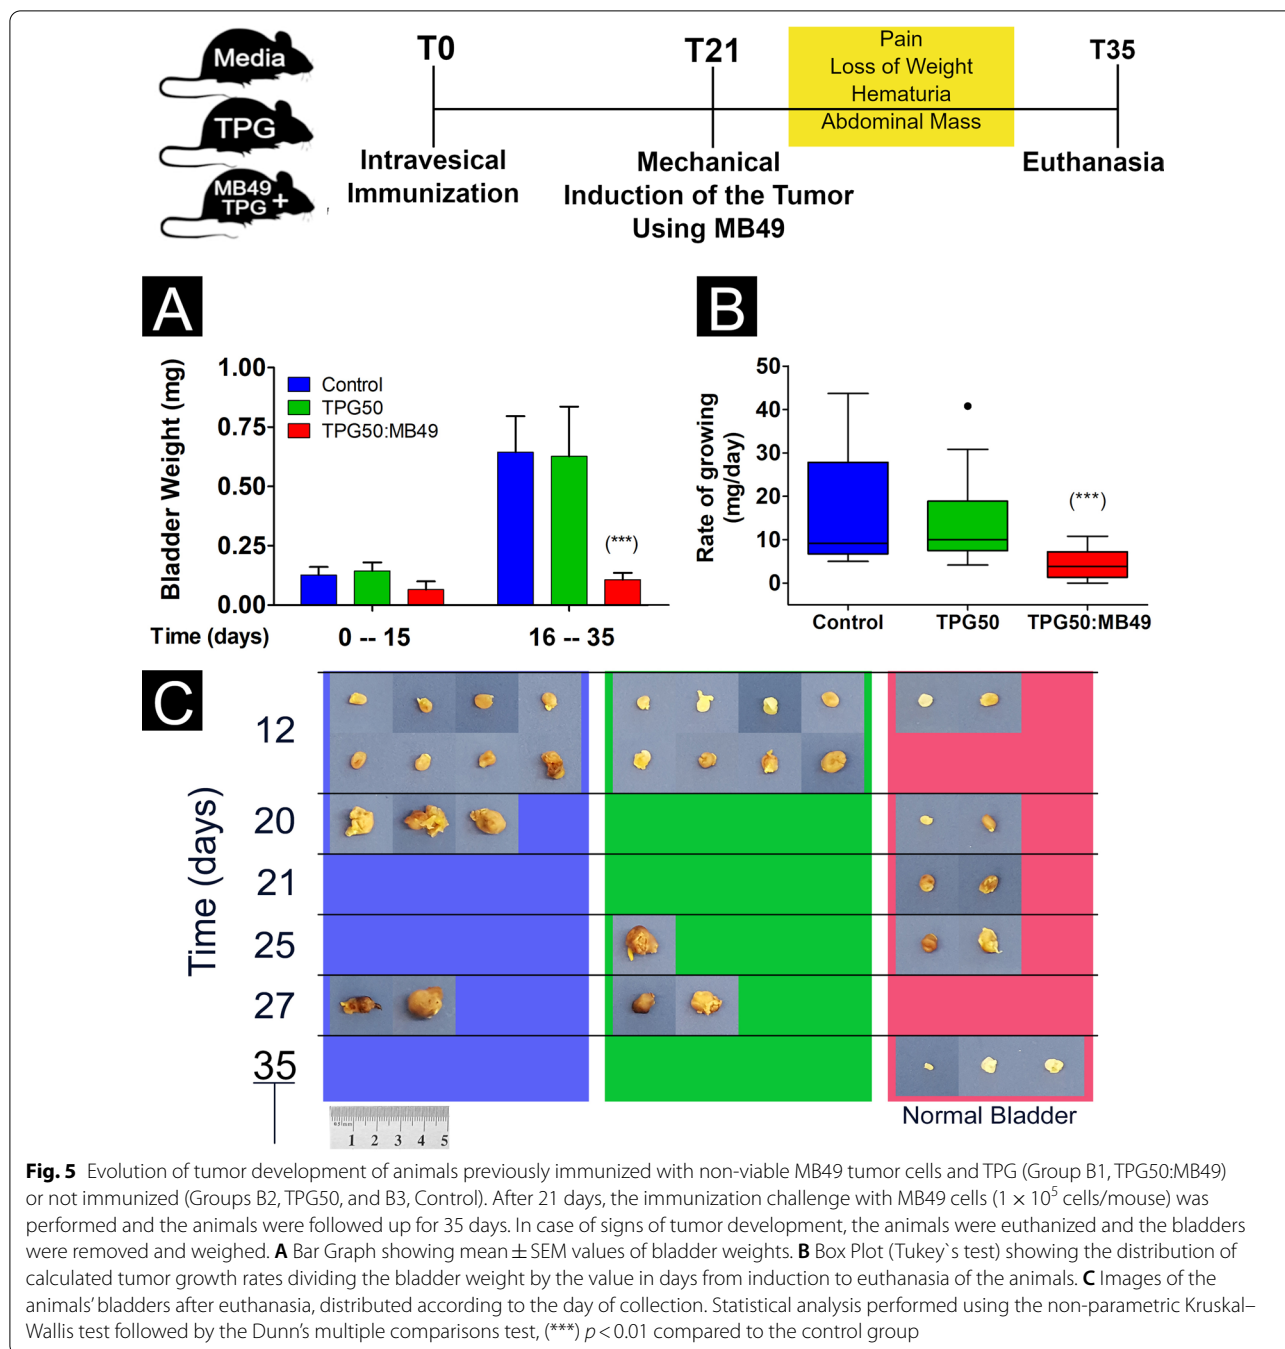 Media
TPG
MB49
TPG +
T0
T21
T35
Pain
Loss of Weight
Hematuria
Abdominal Mass
Intravesical
Immunization
Mechanical
Induction of the Tumor
Using MB49
Euthanasia
A
Bladder Weight (mg)
1.00
0.75
0.50
0.25
0.00
Control
TPG50
TPG50:MB49
(***)
Time (days)
0 -- 15
16 -- 35
B
Rate of growing
(mg/day)
50
40
30
20
10
0
(***)
Control
TPG50
TPG50:MB49
C
Time (days)
12
20
21
25
27
35
Normal Bladder
1 2 3 4 5
Fig. 5 Evolution of tumor development of animals previously immunized with non-viable MB49 tumor cells and TPG (Group B1, TPG50:MB49)
or not immunized (Groups B2, TPG50, and B3, Control). After 21 days, the immunization challenge with MB49 cells (1 × 10⁵ cells/mouse) was
performed and the animals were followed up for 35 days. In case of signs of tumor development, the animals were euthanized and the bladders
were removed and weighed. A Bar Graph showing mean ± SEM values of bladder weights. B Box Plot (Tukey`s test) showing the distribution of
calculated tumor growth rates dividing the bladder weight by the value in days from induction to euthanasia of the animals. C Images of the
animals’ bladders after euthanasia, distributed according to the day of collection. Statistical analysis performed using the non-parametric Kruskal–
Wallis test followed by the Dunn’s multiple comparisons test, (***) p < 0.01 compared to the control group